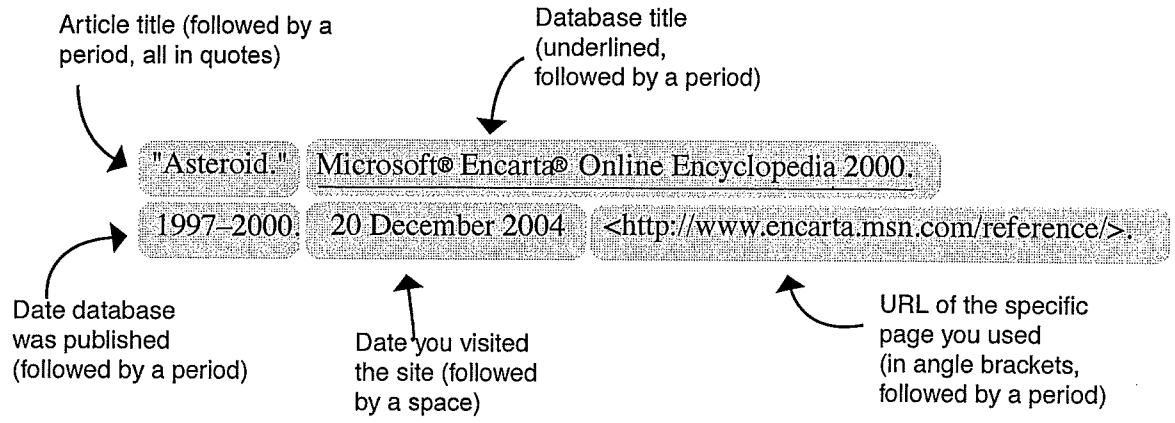 Article title (followed by a
period, all in quotes)
Database title
(underlined,
followed by a period)
"Asteroid." Microsoft® Encarta® Online Encyclopedia 2000.
1997–2000. 20 December 2004 <http://www.encarta.msn.com/reference/>.
Date database
was published
(followed by a period)
Date you visited
the site (followed
by a space)
URL of the specific
page you used
(in angle brackets,
followed by a period)